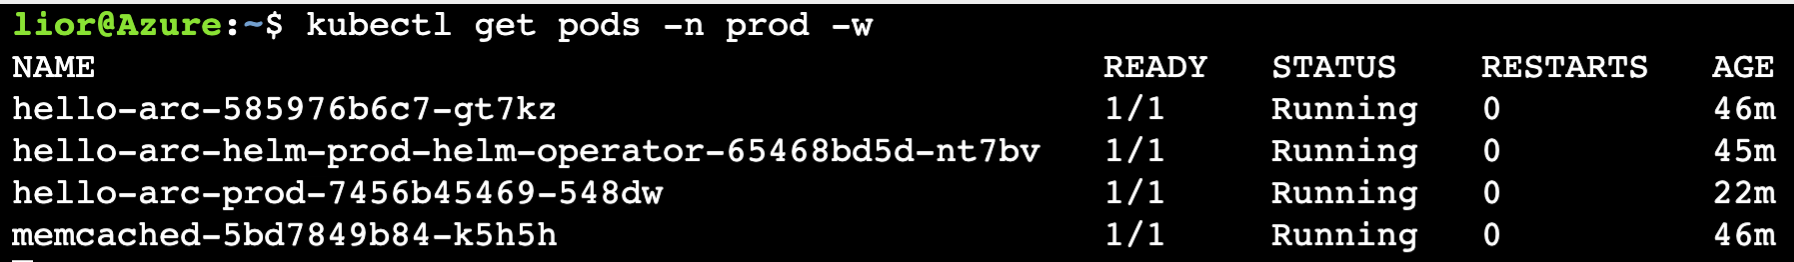 lior@Azure:~$ kubectl get pods -n prod -w
NAME READY STATUS RESTARTS AGE
hello-arc-585976b6c7-gt7kz 1/1 Running 0 46m
hello-arc-helm-prod-helm-operator-65468bd5d-nt7bv 1/1 Running 0 45m
hello-arc-prod-7456b45469-548dw 1/1 Running 0 22m
memcached-5bd7849b84-k5h5h 1/1 Running 0 46m